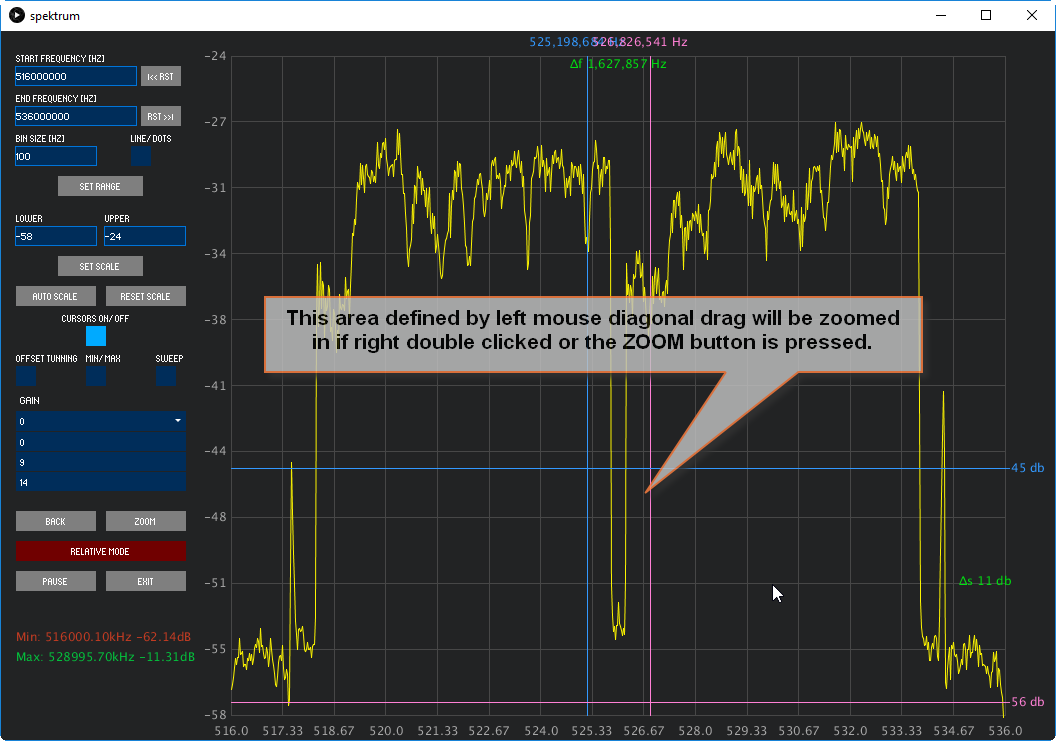 spektrum
START FREQUENCY [HZ]
516000000
|<< RST
END FREQUENCY [HZ]
536000000
RST >>|
BIN SIZE [HZ]
LINE/DOTS
100
SET RANGE
LOWER
UPPER
-58
-24
SET SCALE
AUTO SCALE
RESET SCALE
CURSORS ON/OFF
OFFSET TUNNING
MIN/MAX
SWEEP
GAIN
0
0
9
14
BACK
ZOOM
RELATIVE MODE
PAUSE
EXIT
Min: 516000.10kHz -62.14dB
Max: 528995.70kHz -11.31dB
526,826,541 Hz
Δf 1,627,857 Hz
-24
-27
-31
-34
-38
-41
-44
-48
-51
-55
-58
This area defined by left mouse diagonal drag will be zoomed
in if right double clicked or the ZOOM button is pressed.
-45 db
Δs 11 db
-56 db
516.0 517.33 518.67 520.0 521.33 522.67 524.0 525.33 526.67 528.0 529.33 530.67 532.0 533.33 534.67 536.0